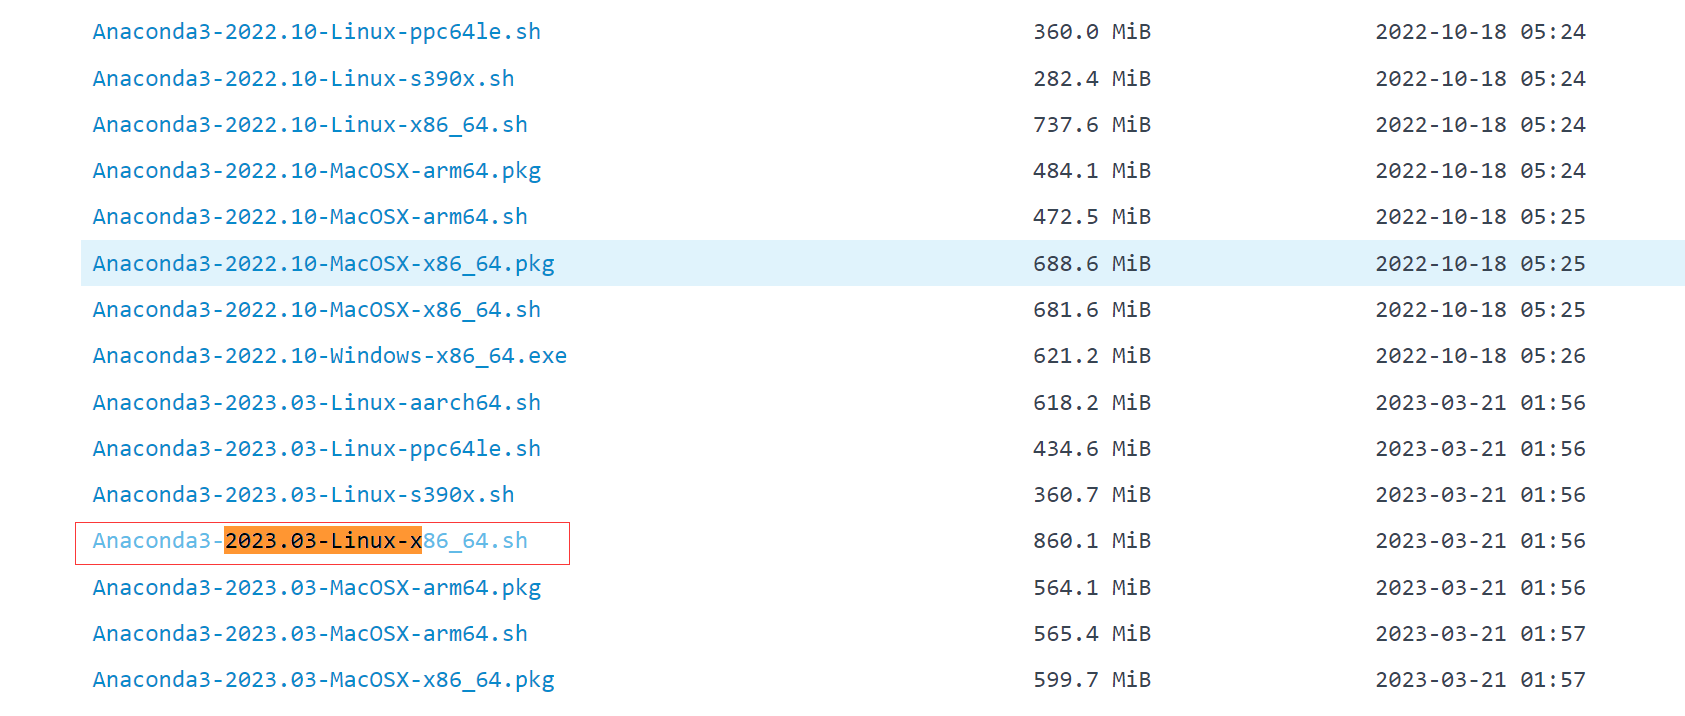 Anaconda3-2022.10-Linux-ppc64le.sh 360.0 MiB 2022-10-18 05:24
Anaconda3-2022.10-Linux-s390x.sh 282.4 MiB 2022-10-18 05:24
Anaconda3-2022.10-Linux-x86_64.sh 737.6 MiB 2022-10-18 05:24
Anaconda3-2022.10-MacOSX-arm64.pkg 484.1 MiB 2022-10-18 05:24
Anaconda3-2022.10-MacOSX-arm64.sh 472.5 MiB 2022-10-18 05:25
Anaconda3-2022.10-MacOSX-x86_64.pkg 688.6 MiB 2022-10-18 05:25
Anaconda3-2022.10-MacOSX-x86_64.sh 681.6 MiB 2022-10-18 05:25
Anaconda3-2022.10-Windows-x86_64.exe 621.2 MiB 2022-10-18 05:26
Anaconda3-2023.03-Linux-aarch64.sh 618.2 MiB 2023-03-21 01:56
Anaconda3-2023.03-Linux-ppc64le.sh 434.6 MiB 2023-03-21 01:56
Anaconda3-2023.03-Linux-s390x.sh 360.7 MiB 2023-03-21 01:56
Anaconda3-2023.03-Linux-x86_64.sh 860.1 MiB 2023-03-21 01:56
Anaconda3-2023.03-MacOSX-arm64.pkg 564.1 MiB 2023-03-21 01:56
Anaconda3-2023.03-MacOSX-arm64.sh 565.4 MiB 2023-03-21 01:57
Anaconda3-2023.03-MacOSX-x86_64.pkg 599.7 MiB 2023-03-21 01:57